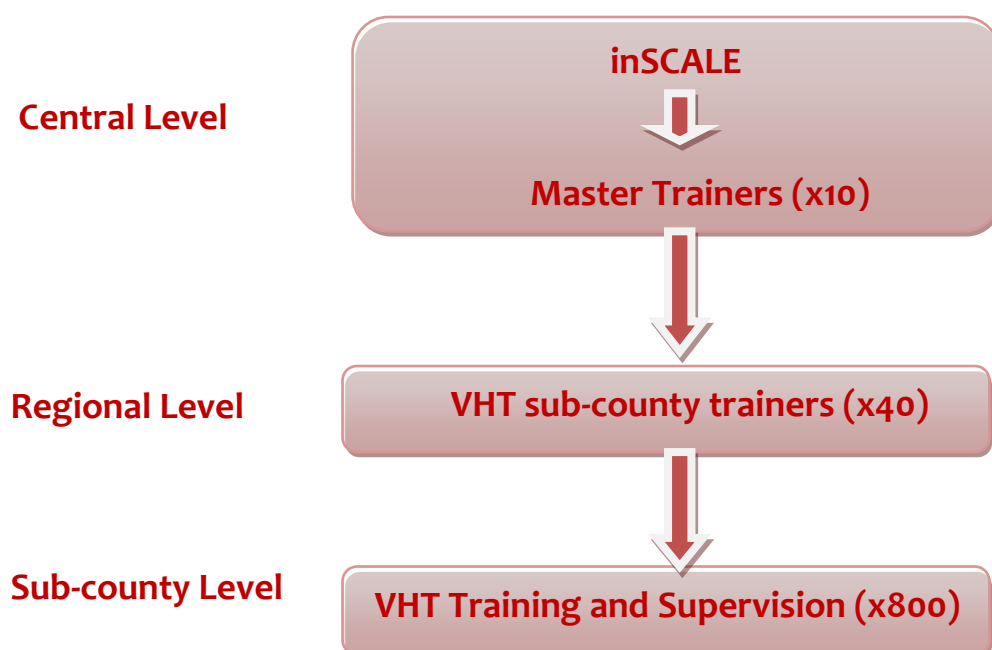 inSCALE
Central Level
Master Trainers (x10)
Regional Level
VHT sub-county trainers (x40)
Sub-county Level
VHT Training and Supervision (x800)